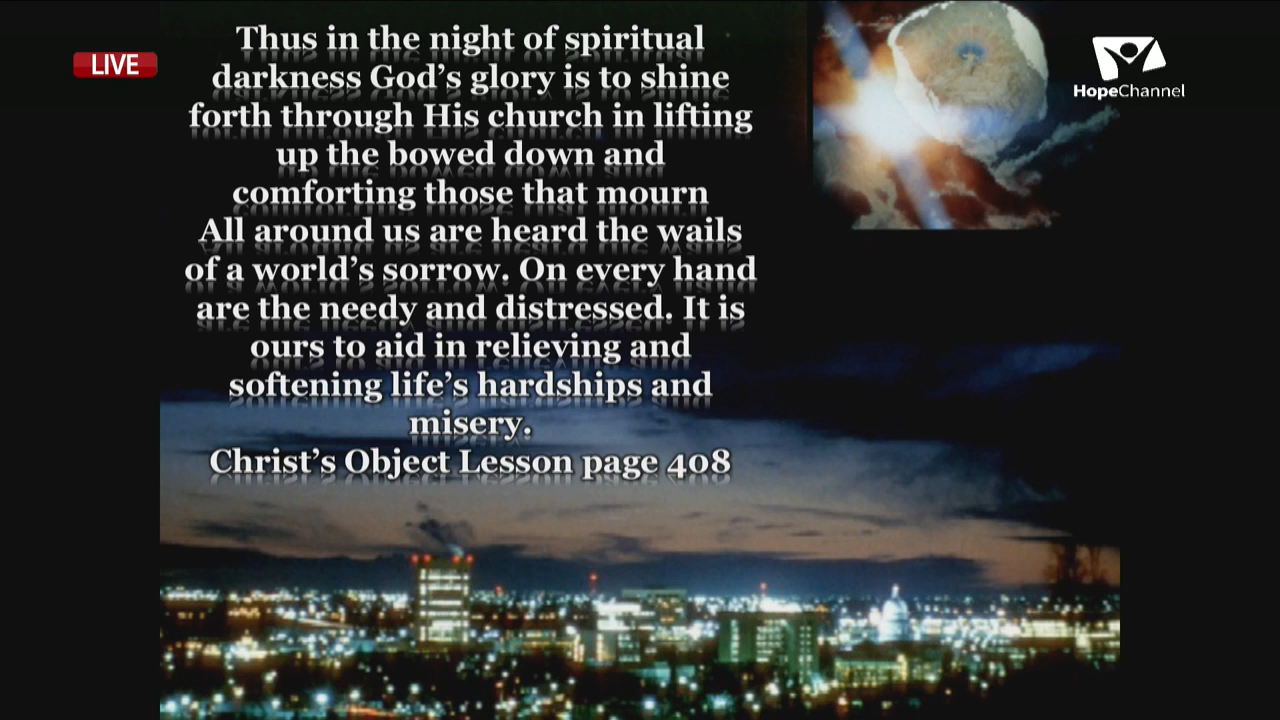 LIVE
HopeChannel
Thus in the night of spiritual
darkness God's glory is to shine
forth through His church in lifting
up the bowed down and
comforting those that mourn
All around us are heard the wails
of a world's sorrow. On every hand
are the needy and distressed. It is
ours to aid in relieving and
softening life's hardships and
misery.
Christ's Object Lesson page 408